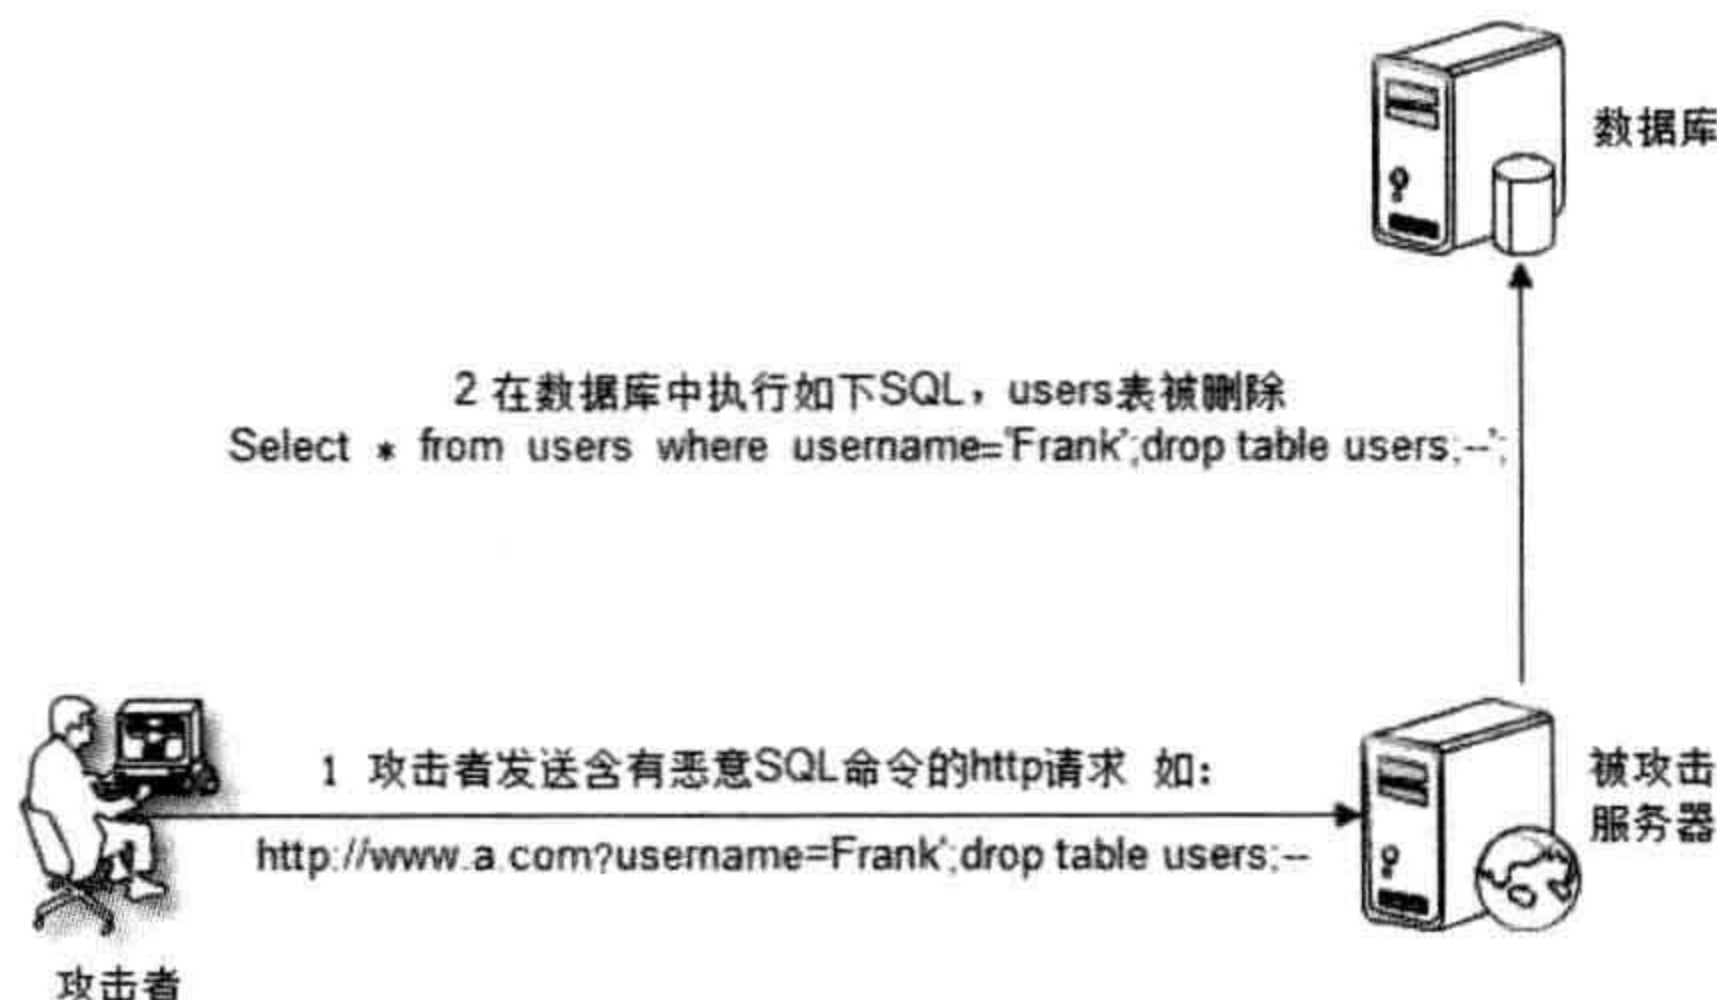 数据库
2 在数据库中执行如下SQL，users表被删除
Select * from users where username='Frank';drop table users;--';
1 攻击者发送含有恶意SQL命令的http请求 如：
http://www.a.com?username=Frank';drop table users;--
被攻击
服务器
攻击者